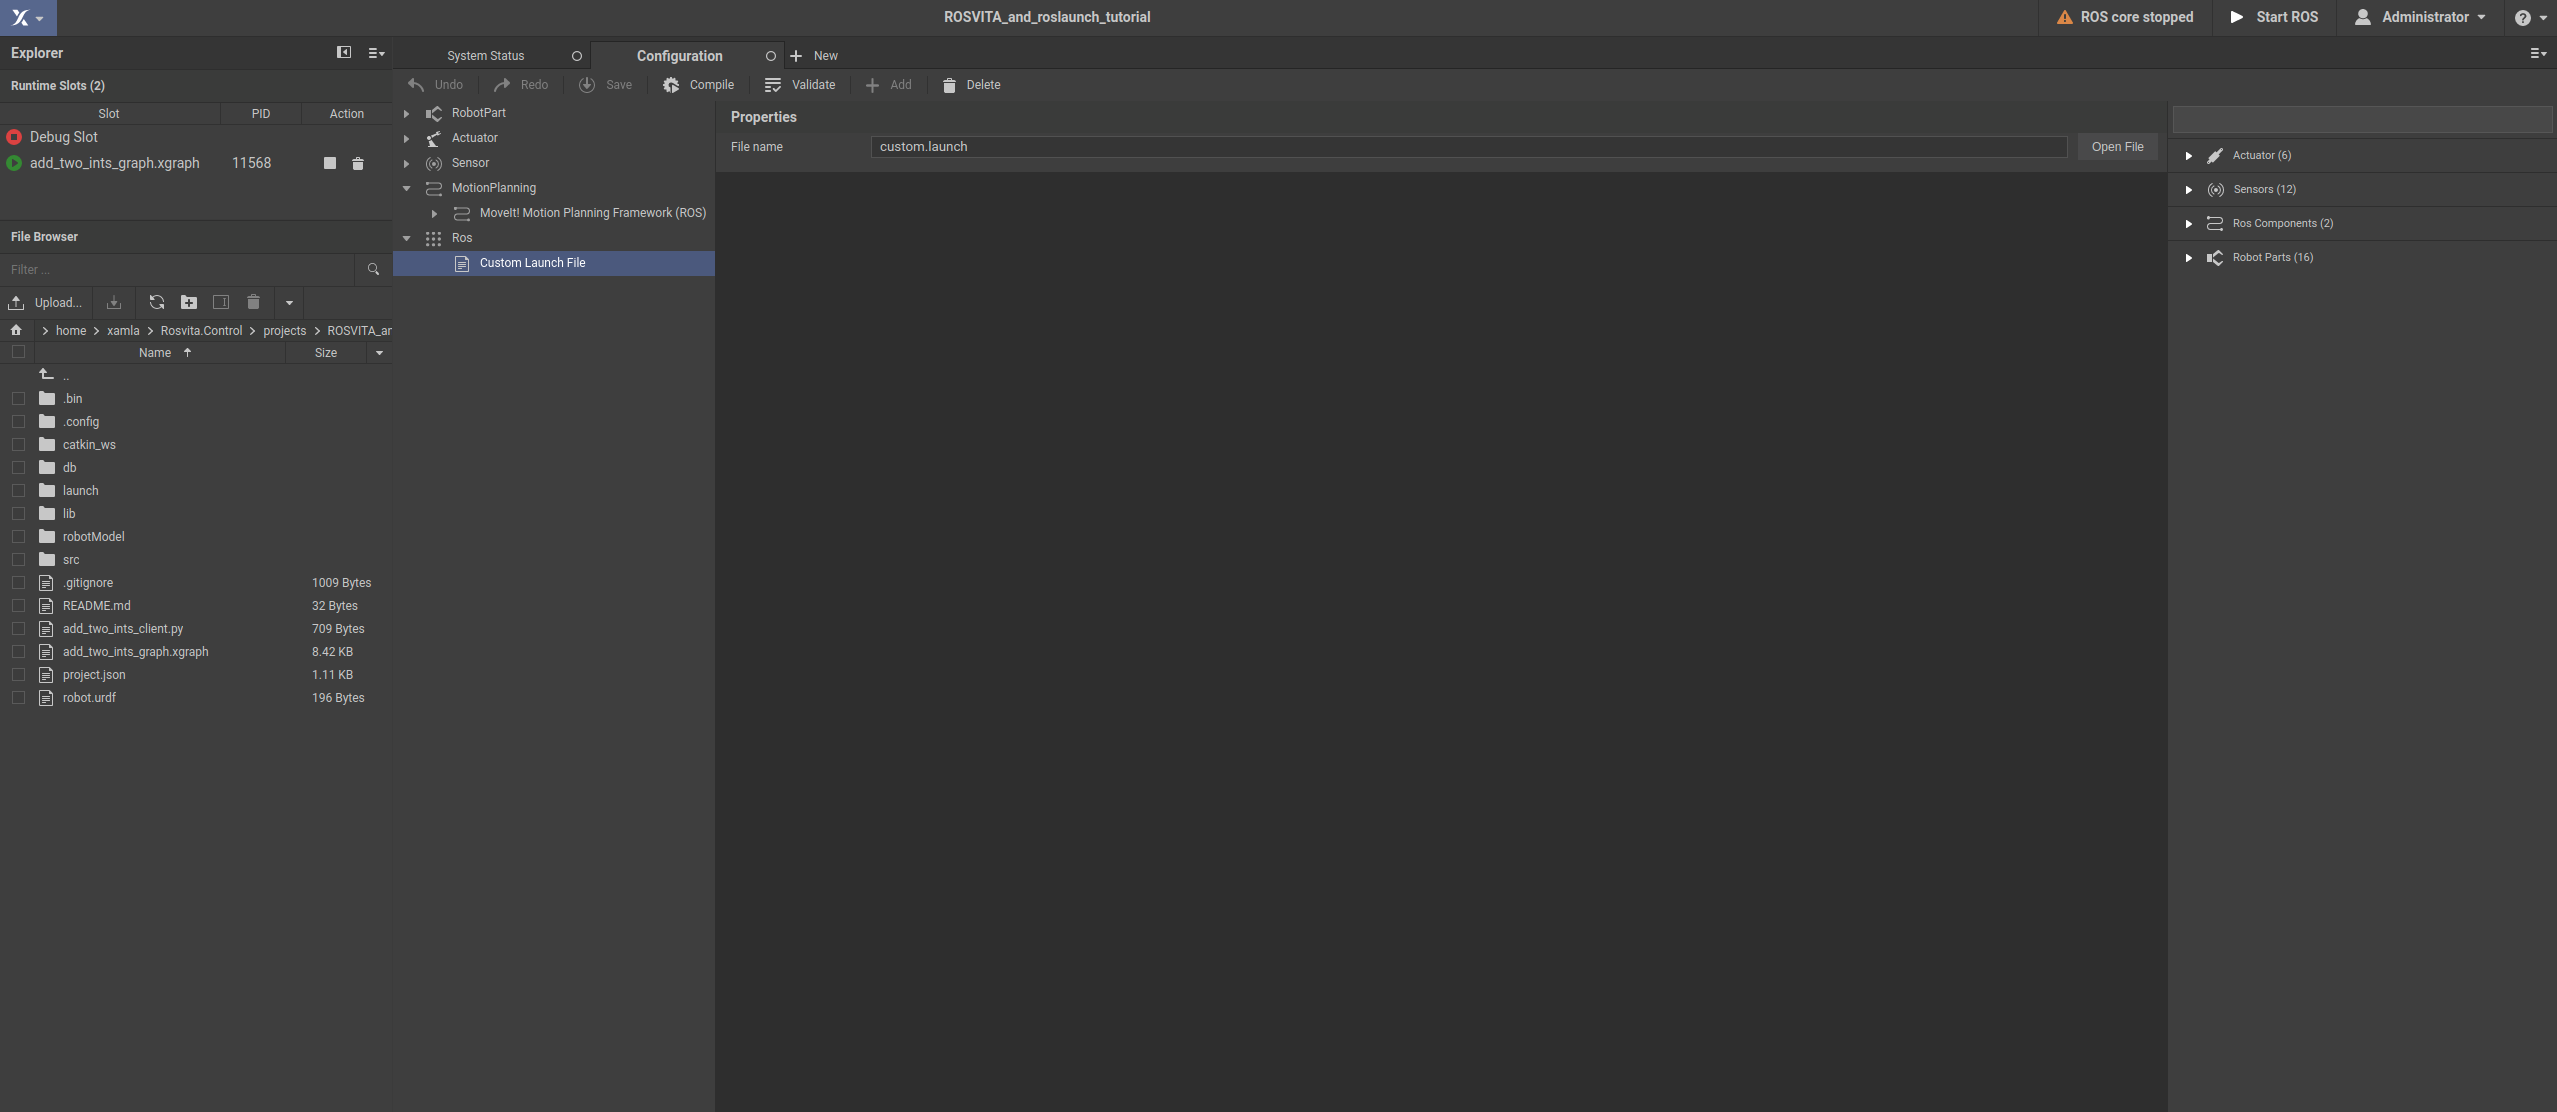 ROSVITA_and_roslaunch_tutorial
ROS core stopped
Start ROS
Administrator
Explorer
Runtime Slots (2)
Slot PID Action
Debug Slot
add_two_ints_graph.xgraph 11568
File Browser
Filter ...
Upload...
> home > xamla > Rosvita.Control > projects > ROSVITA_ar
Name Size
..
.bin
.config
catkin_ws
db
launch
lib
robotModel
src
.gitignore 1009 Bytes
README.md 32 Bytes
add_two_ints_client.py 709 Bytes
add_two_ints_graph.xgraph 8.42 KB
project.json 1.11 KB
robot.urdf 196 Bytes
System Status
Configuration
New
Undo Redo Save Compile Validate Add Delete
RobotPart
Actuator
Sensor
MotionPlanning
MoveIt! Motion Planning Framework (ROS)
Ros
Custom Launch File
Properties
File name custom.launch Open File
Actuator (6)
Sensors (12)
Ros Components (2)
Robot Parts (16)